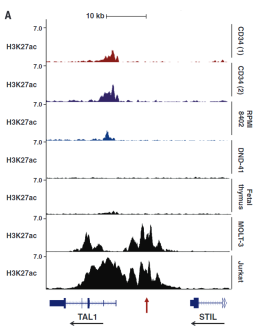 A
10 kb
7.0
H3K27ac
CD34 (1)
7.0
H3K27ac
CD34 (2)
7.0
H3K27ac
RPMI
8402
7.0
H3K27ac
DND-41
7.0
H3K27ac
Fetal
thymus
7.0
H3K27ac
MOLT-3
7.0
H3K27ac
Jurkat
TAL1
STIL